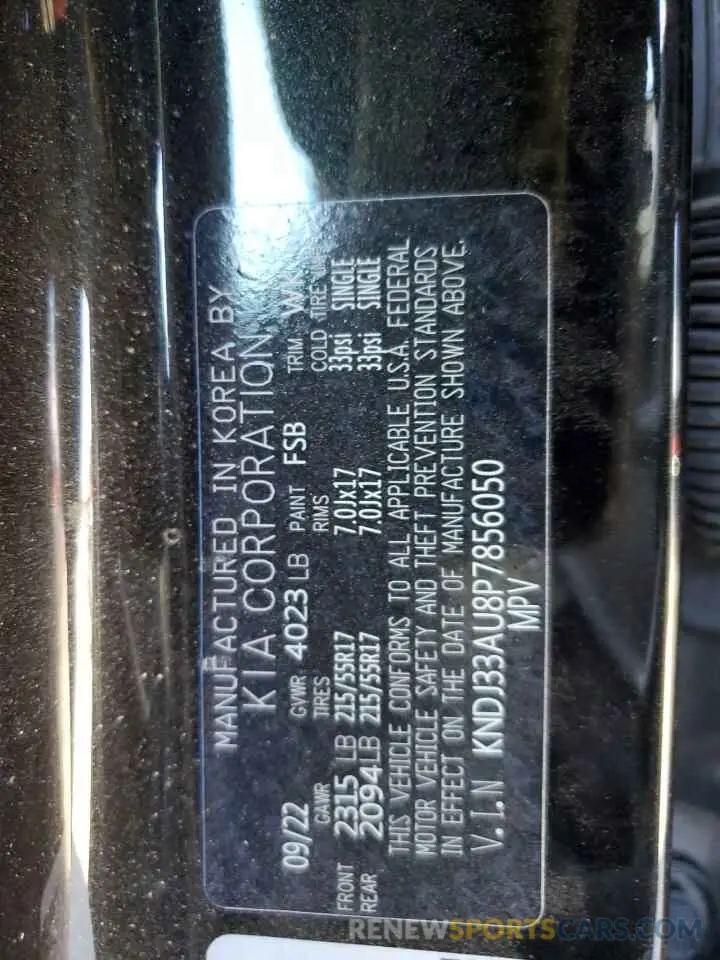 MANUFACTURED IN KOREA BY
KIA CORPORATION
09/22 GVWR 4023 LB PAINT FSB TRIM WK
GAWR TIRES RIMS COLD TIRE
FRONT 2315 LB 215/55R17 7.0Jx17 33psi SINGLE
REAR 2094LB 215/55R17 7.0Jx17 33psi SINGLE
THIS VEHICLE CONFORMS TO ALL APPLICABLE U.S.A. FEDERAL
MOTOR VEHICLE SAFETY AND THEFT PREVENTION STANDARDS
IN EFFECT ON THE DATE OF MANUFACTURE SHOWN ABOVE.
V.I.N KNDJ33AU8P7856050
MPV
RENEWSPORTSCARS.COM